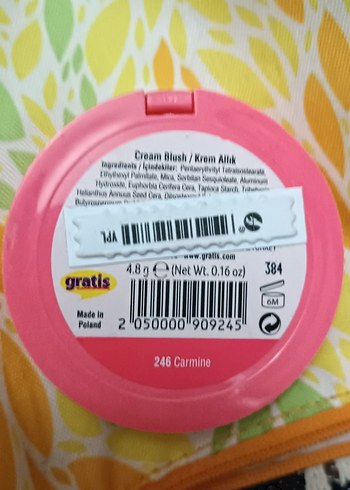 Cream Blush / Krem Allık
Ingredients / İçindekiler: Pentaerythrityl Tetraisostearate,
Ethylhexyl Palmitate, Mica, Sorbitan Sesquioleate, Aluminum
Hydroxide, Euphorbia Cerifera Cera, Tapioca Starch,
Helianthus Annuus Seed Cera,
Butyrospermum
YPL
www.gratis.com
4.8 g e (Net Wt. 0.16 oz) 384
gratis
6M
Made in
Poland
2 050000 909245
246 Carmine